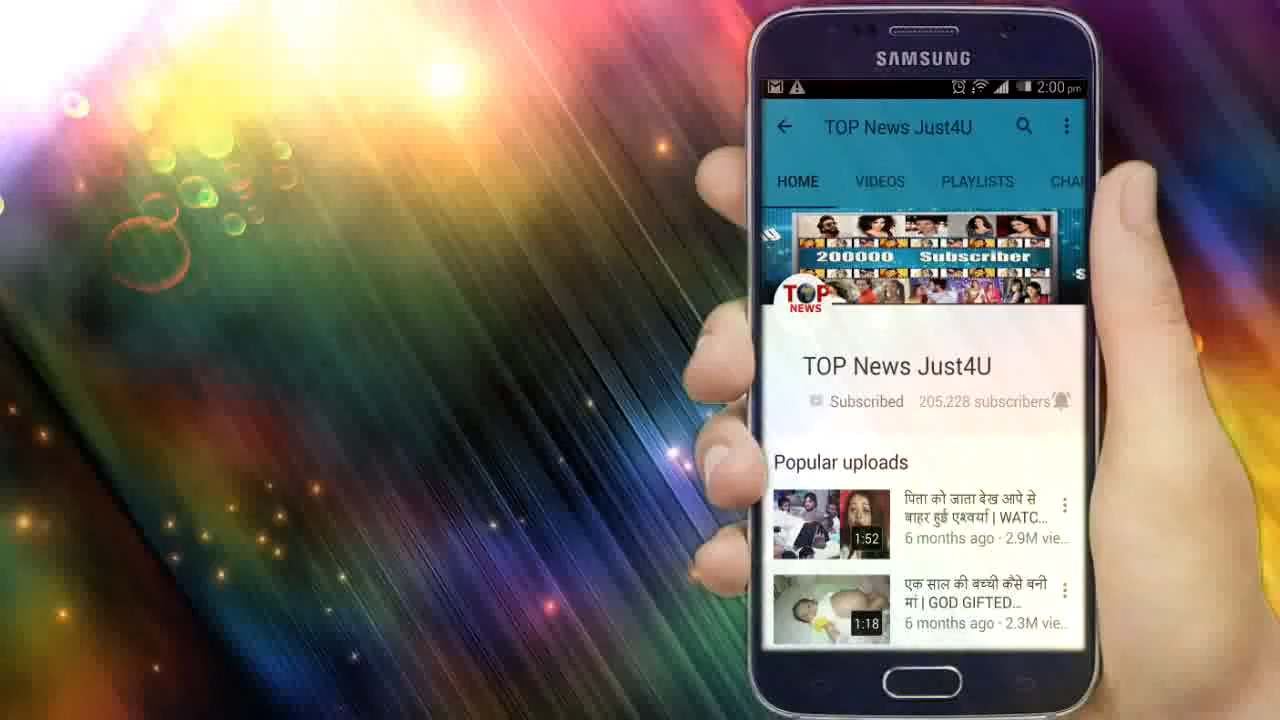 SAMSUNG
2:00 pm
TOP News Just4U
HOME VIDEOS PLAYLISTS CHA
200000 Subscriber
TOP
NEWS
TOP News Just4U
Subscribed 205,228 subscribers
Popular uploads
पिता को जाता देख आपे से
बाहर हुई एश्वर्या | WATC...
1:52
6 months ago · 2.9M vie...
एक साल की बच्ची कैसे बनी
मां | GOD GIFTED...
1:18
6 months ago · 2.3M vie...